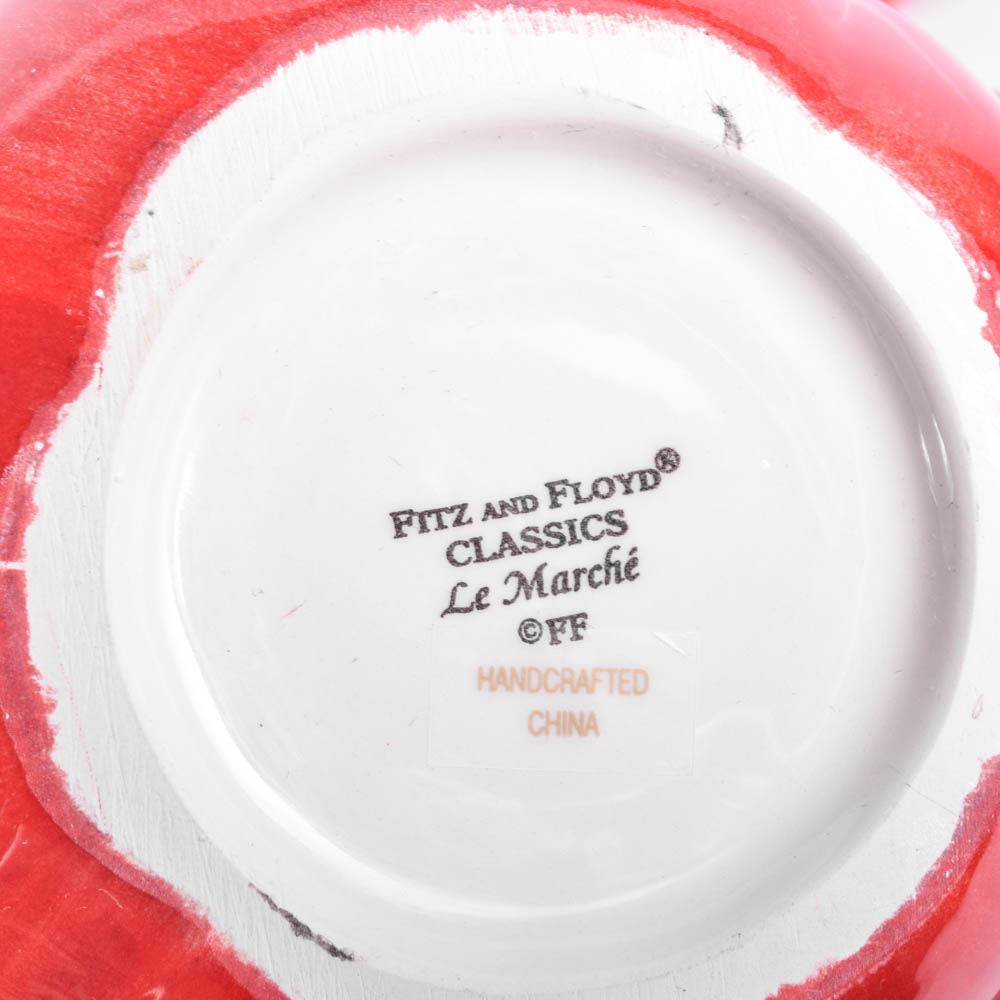 FITZ AND FLOYD®
CLASSICS
Le Marché
©FF
HANDCRAFTED
CHINA